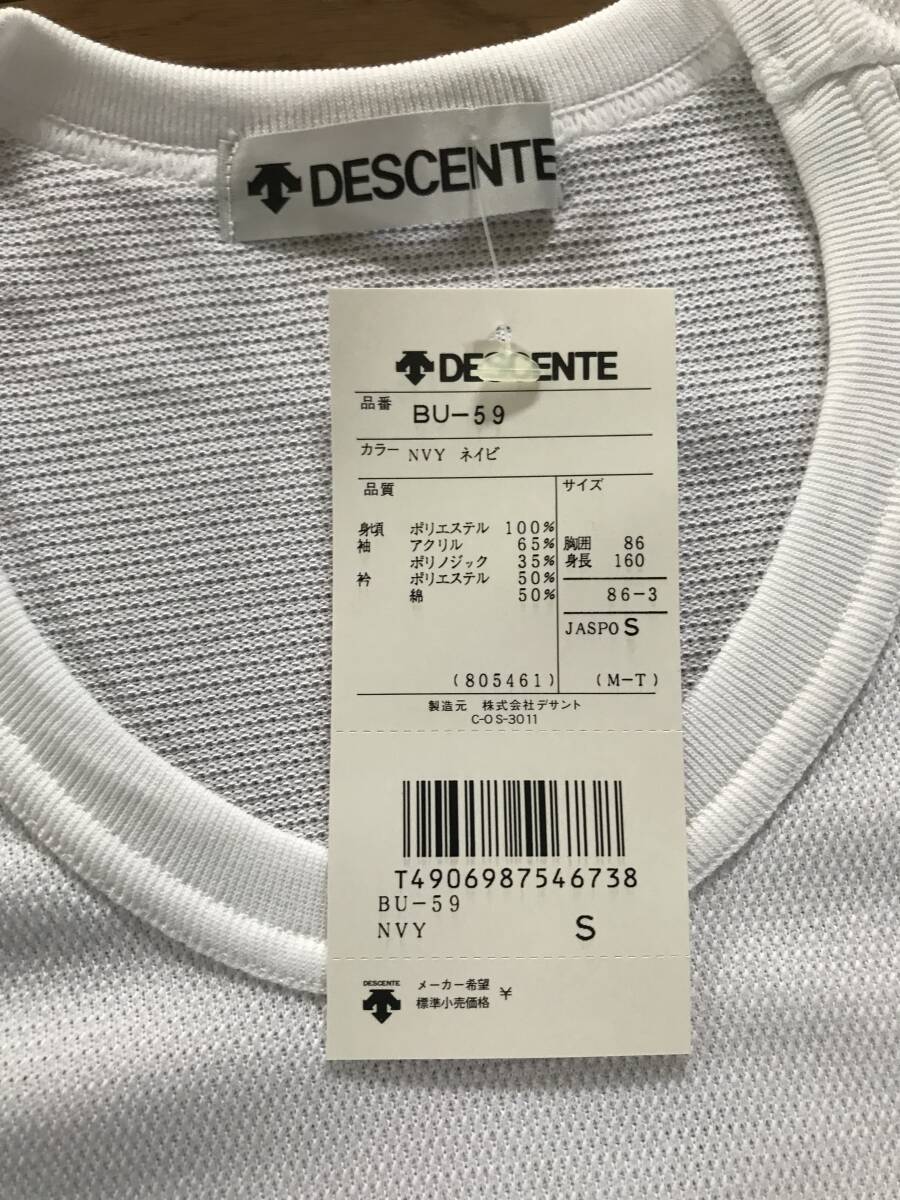 DESCENTE
DESCENTE
品番 BU-59
カラー NVY ネイビ
品質
身頃 ポリエステル 100%
袖 アクリル 65%
ポリノジック 35%
衿 ポリエステル 50%
綿 50%
(805461)
サイズ
胸囲 86
身長 160
86-3
JASPO S
(M-T)
製造元 株式会社デサント
C-OS-3011
T4906987546738
BU-59
NVY S
DESCENTE
メーカー希望
標準小売価格 ¥